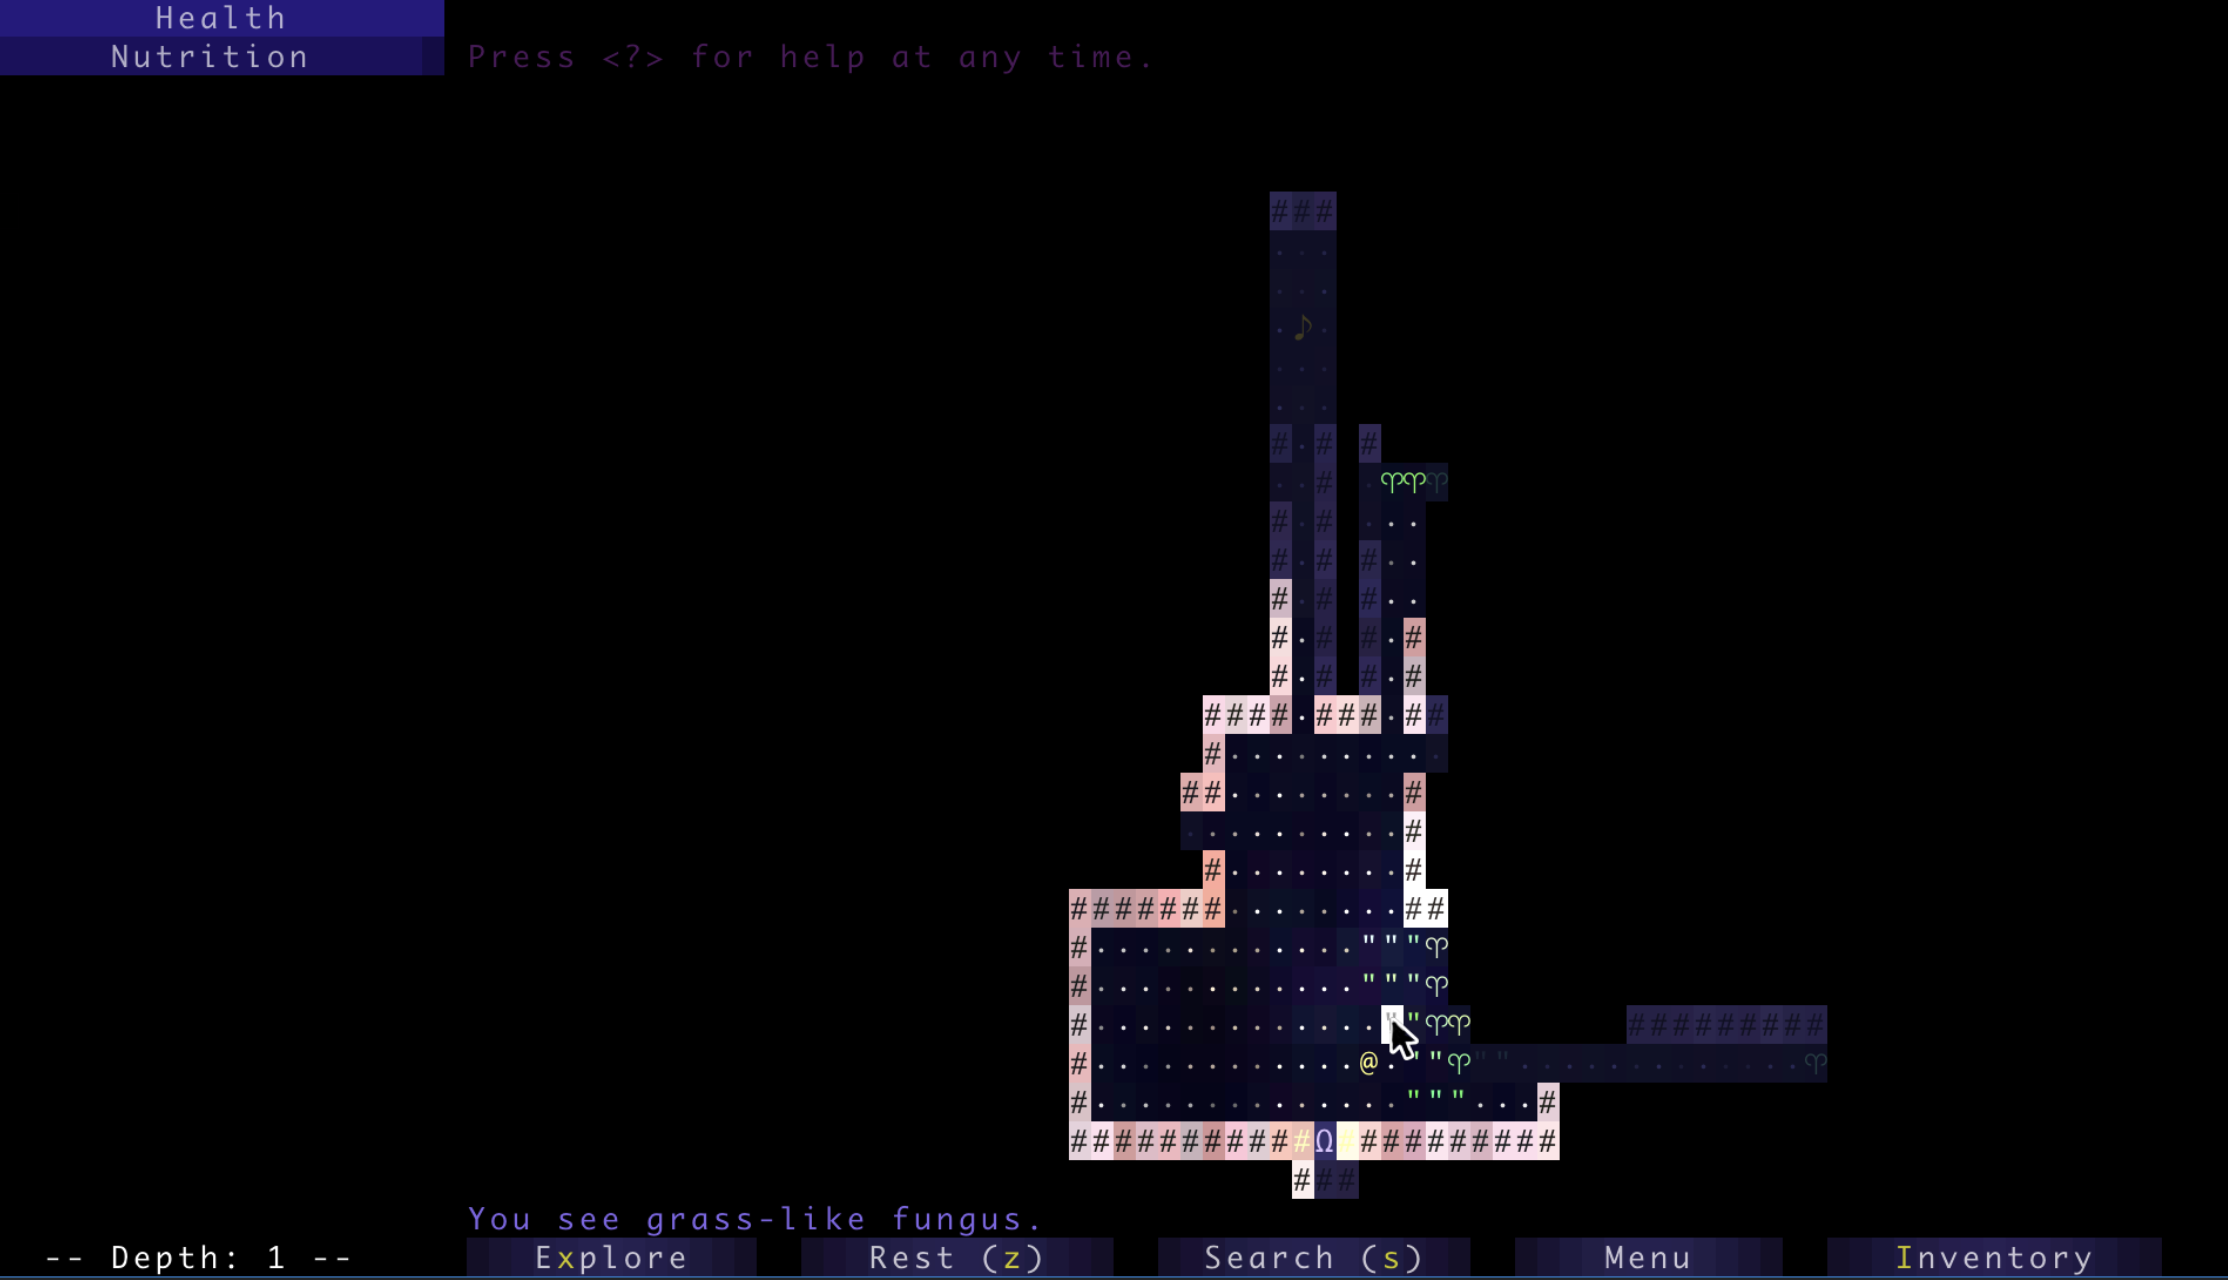 Health
Nutrition
Press <?> for help at any time.
###
...
...
.♪.
...
...
#.# #
..# .♈♈♈
#.# ...
#.# #..
#.# #..
#.# #.#
#.# #.#
####.###.##
#..........
##........#
..........#
#........#
#######........##
#............"""♈
#............"""♈
#.............""♈♈ #########
#............@.""♈"".............♈
#.............."""...#
###########Ω##########
###
You see grass-like fungus.
-- Depth: 1 --
Explore
Rest (z)
Search (s)
Menu
Inventory